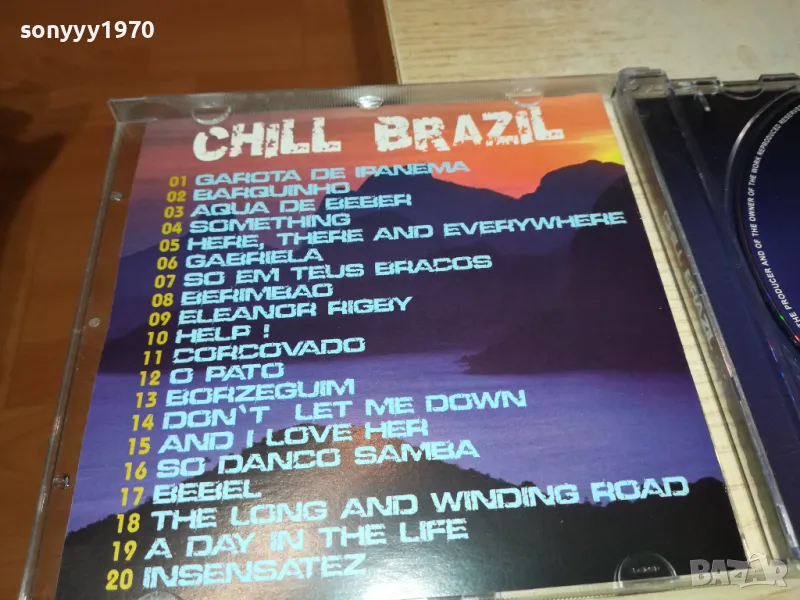 sonyyy1970
CHILL BRAZIL
01 GAROTA DE IPANEMA
02 BARQUINHO
03 AQUA DE BEBER
04 SOMETHING
05 HERE, THERE AND EVERYWHERE
06 GABRIELA
07 SO EM TEUS BRACOS
08 BERIMBAO
09 ELEANOR RIGBY
10 HELP !
11 CORCOVADO
12 O PATO
13 BORZEGUIM
14 DON'T LET ME DOWN
15 AND I LOVE HER
16 SO DANCO SAMBA
17 BEBEL
18 THE LONG AND WINDING ROAD
19 A DAY IN THE LIFE
20 INSENSATEZ
THE PRODUCER AND OF THE OWNER OF THE WORK REPRODUCED RESERVED
BAZAR